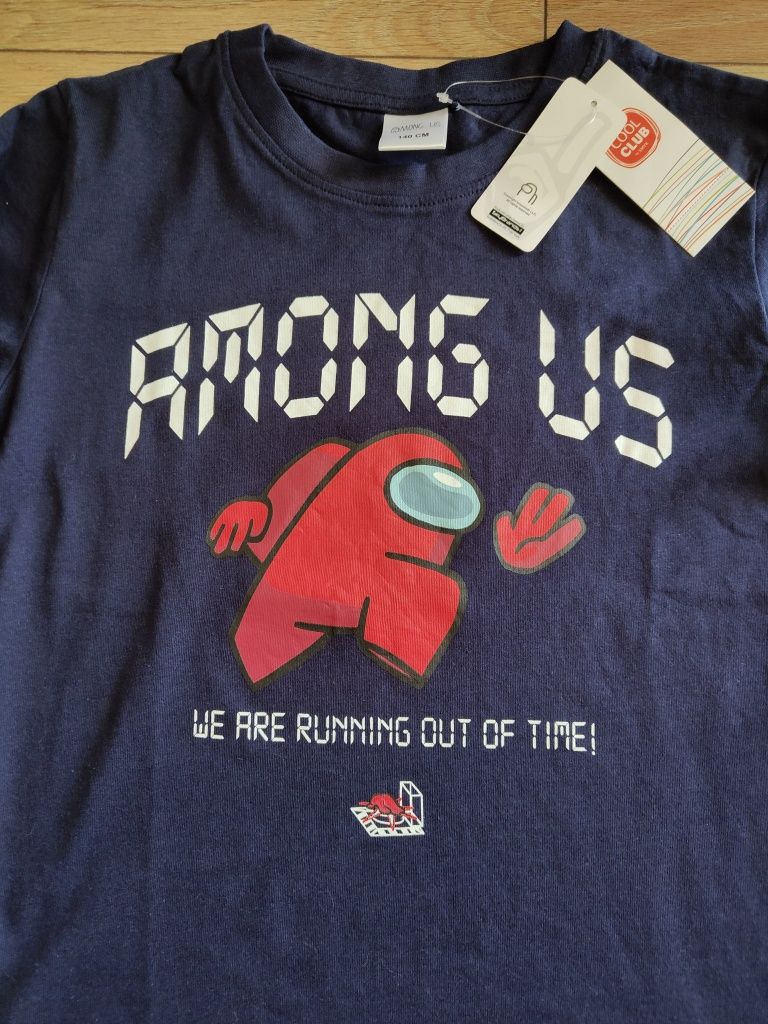 AMONG US
140 CM
COOL
CLUB
AMONG US
WE ARE RUNNING OUT OF TIME!